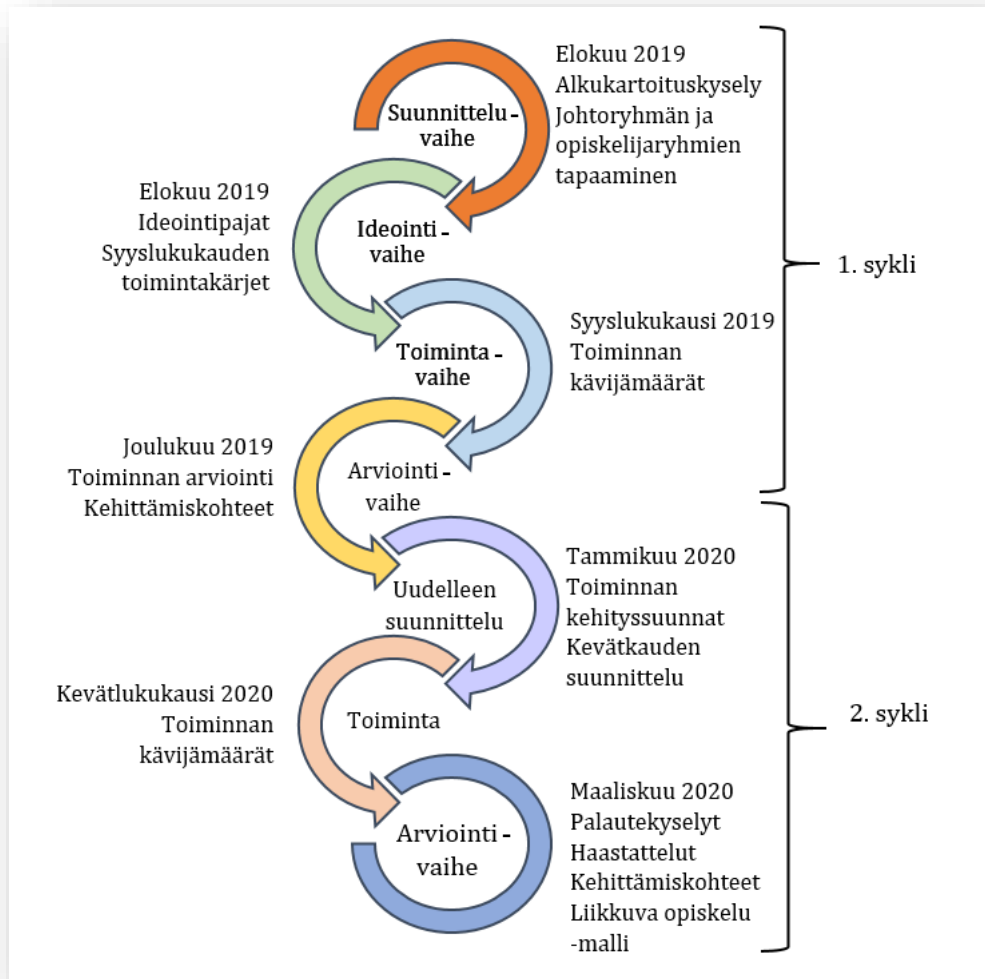 Suunnittelu-
vaihe
Elokuu 2019
Alkukartoituskysely
Johtoryhmän ja
opiskelijaryhmien
tapaaminen
Elokuu 2019
Ideointipajat
Syyslukukauden
toimintakärjet
Ideointi-
vaihe
1. sykli
Toiminta-
vaihe
Syyslukukausi 2019
Toiminnan
kävijämäärät
Joulukuu 2019
Toiminnan arviointi
Kehittämiskohteet
Arviointi-
vaihe
Uudelleen
suunnittelu
Tammikuu 2020
Toiminnan
kehityssuunnat
Kevätkauden
suunnittelu
Kevätlukukausi 2020
Toiminnan
kävijämäärät
Toiminta
2. sykli
Arviointi-
vaihe
Maaliskuu 2020
Palautekyselyt
Haastattelut
Kehittämiskohteet
Liikkuva opiskelu
-malli